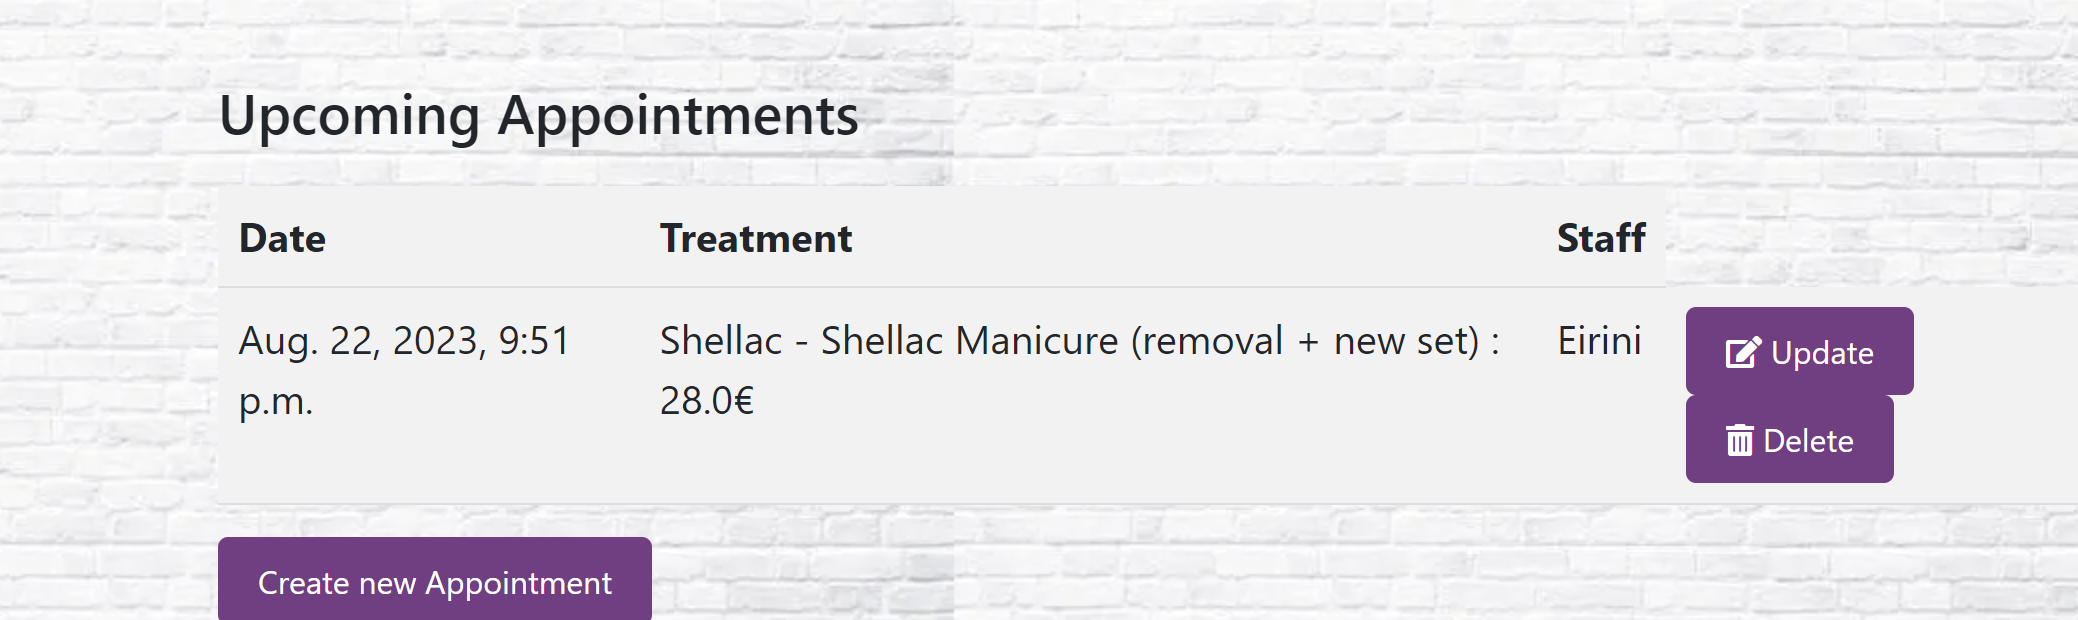 Upcoming Appointments
Date Treatment Staff
Aug. 22, 2023, 9:51 p.m. Shellac - Shellac Manicure (removal + new set) : 28.0€ Eirini Update
Delete
Create new Appointment